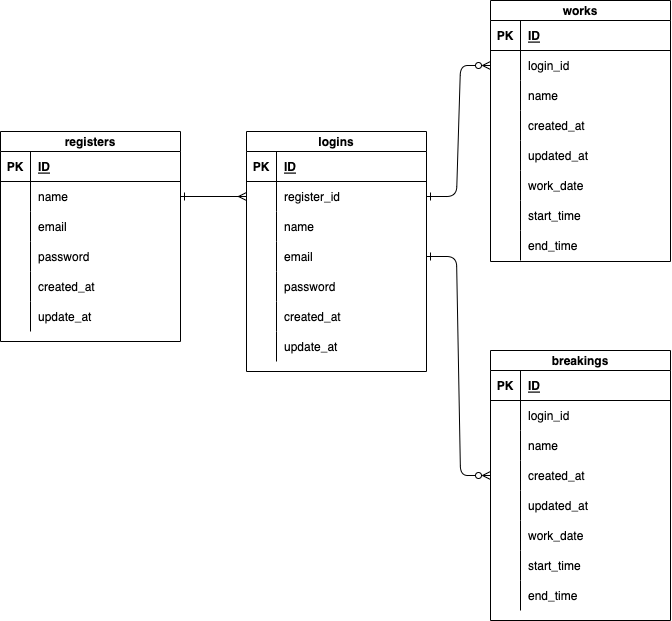 registers
PK ID
name
email
password
created_at
update_at
logins
PK ID
register_id
name
email
password
created_at
update_at
works
PK ID
login_id
name
created_at
updated_at
work_date
start_time
end_time
breakings
PK ID
login_id
name
created_at
updated_at
work_date
start_time
end_time